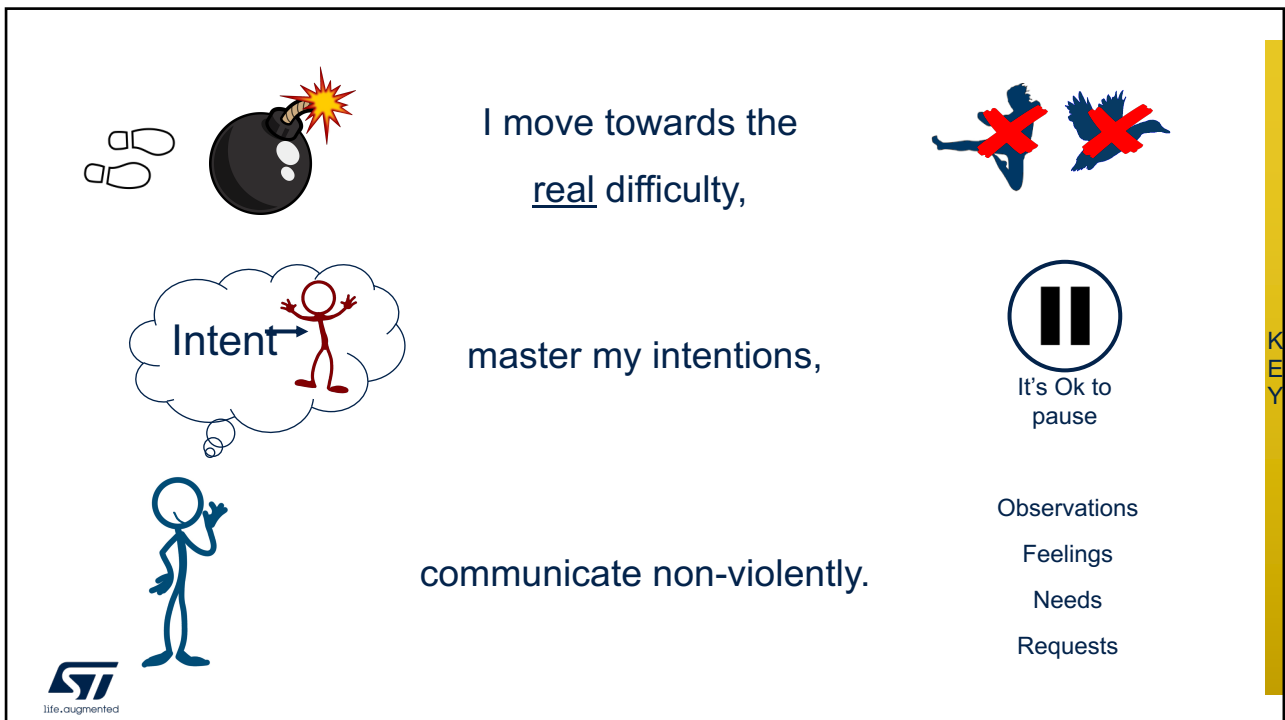 I move towards the
real difficulty,
Intent
master my intentions,
It's Ok to
pause
communicate non-violently.
Observations
Feelings
Needs
Requests
K
E
Y
ST
life.augmented